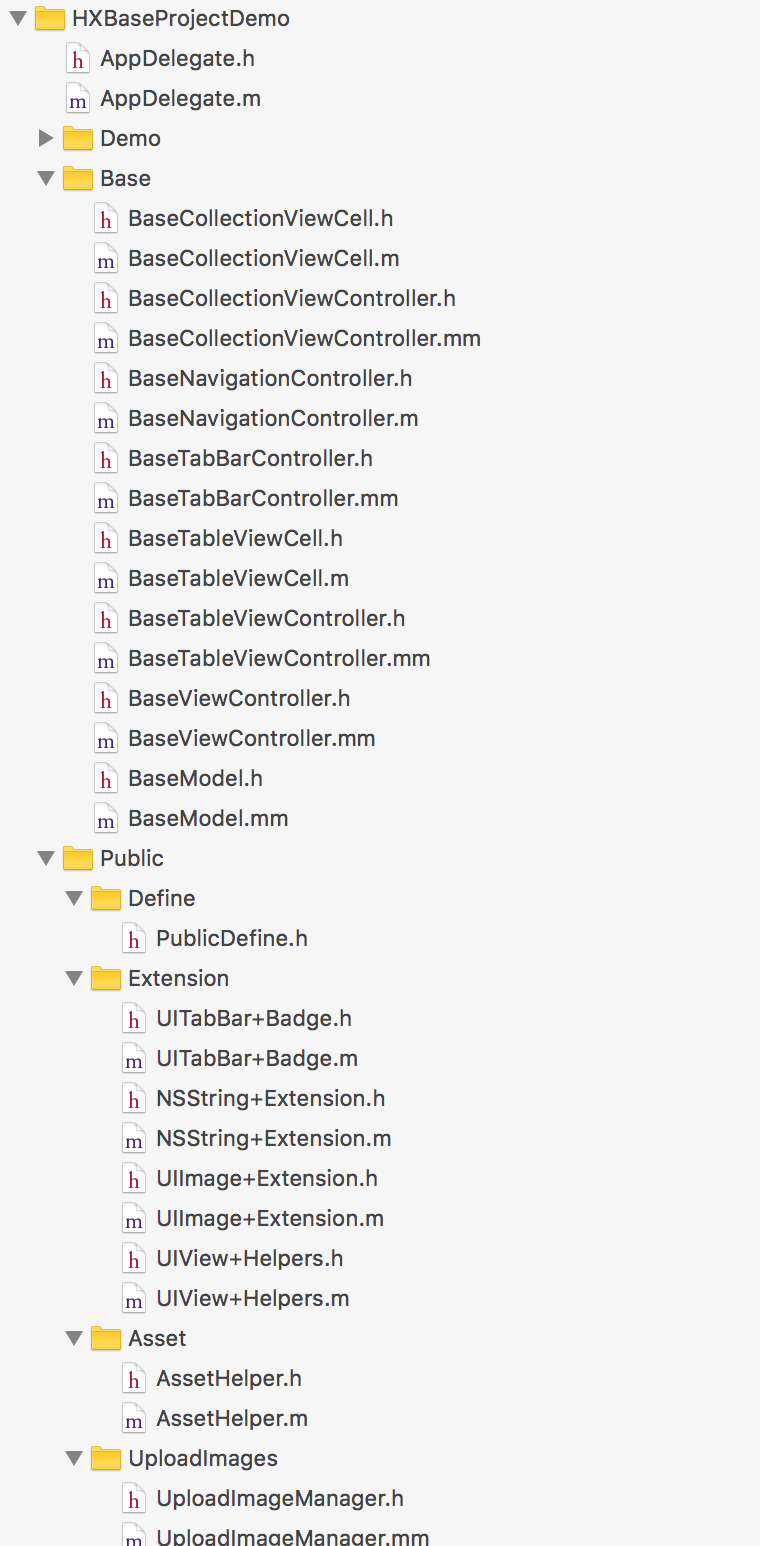 HXBaseProjectDemo
h AppDelegate.h
m AppDelegate.m
Demo
Base
h BaseCollectionViewCell.h
m BaseCollectionViewCell.m
h BaseCollectionViewController.h
m BaseCollectionViewController.mm
h BaseNavigationController.h
m BaseNavigationController.m
h BaseTabBarController.h
m BaseTabBarController.mm
h BaseTableViewCell.h
m BaseTableViewCell.m
h BaseTableViewController.h
m BaseTableViewController.mm
h BaseViewController.h
m BaseViewController.mm
h BaseModel.h
m BaseModel.mm
Public
Define
h PublicDefine.h
Extension
h UITabBar+Badge.h
m UITabBar+Badge.m
h NSString+Extension.h
m NSString+Extension.m
h UIImage+Extension.h
m UIImage+Extension.m
h UIView+Helpers.h
m UIView+Helpers.m
Asset
h AssetHelper.h
m AssetHelper.m
UploadImages
h UploadImageManager.h
m UploadImageManager.mm